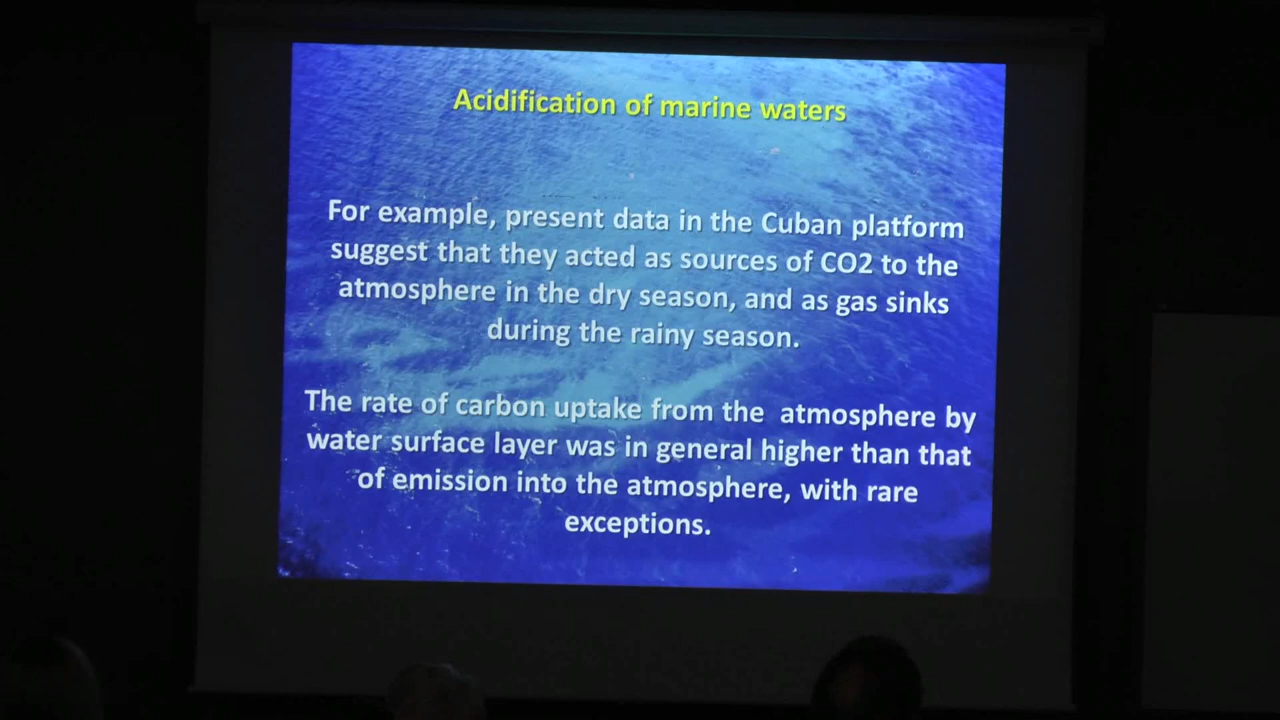 Acidification of marine waters
For example, present data in the Cuban platform
suggest that they acted as sources of CO2 to the
atmosphere in the dry season, and as gas sinks
during the rainy season.
The rate of carbon uptake from the atmosphere by
water surface layer was in general higher than that
of emission into the atmosphere, with rare
exceptions.